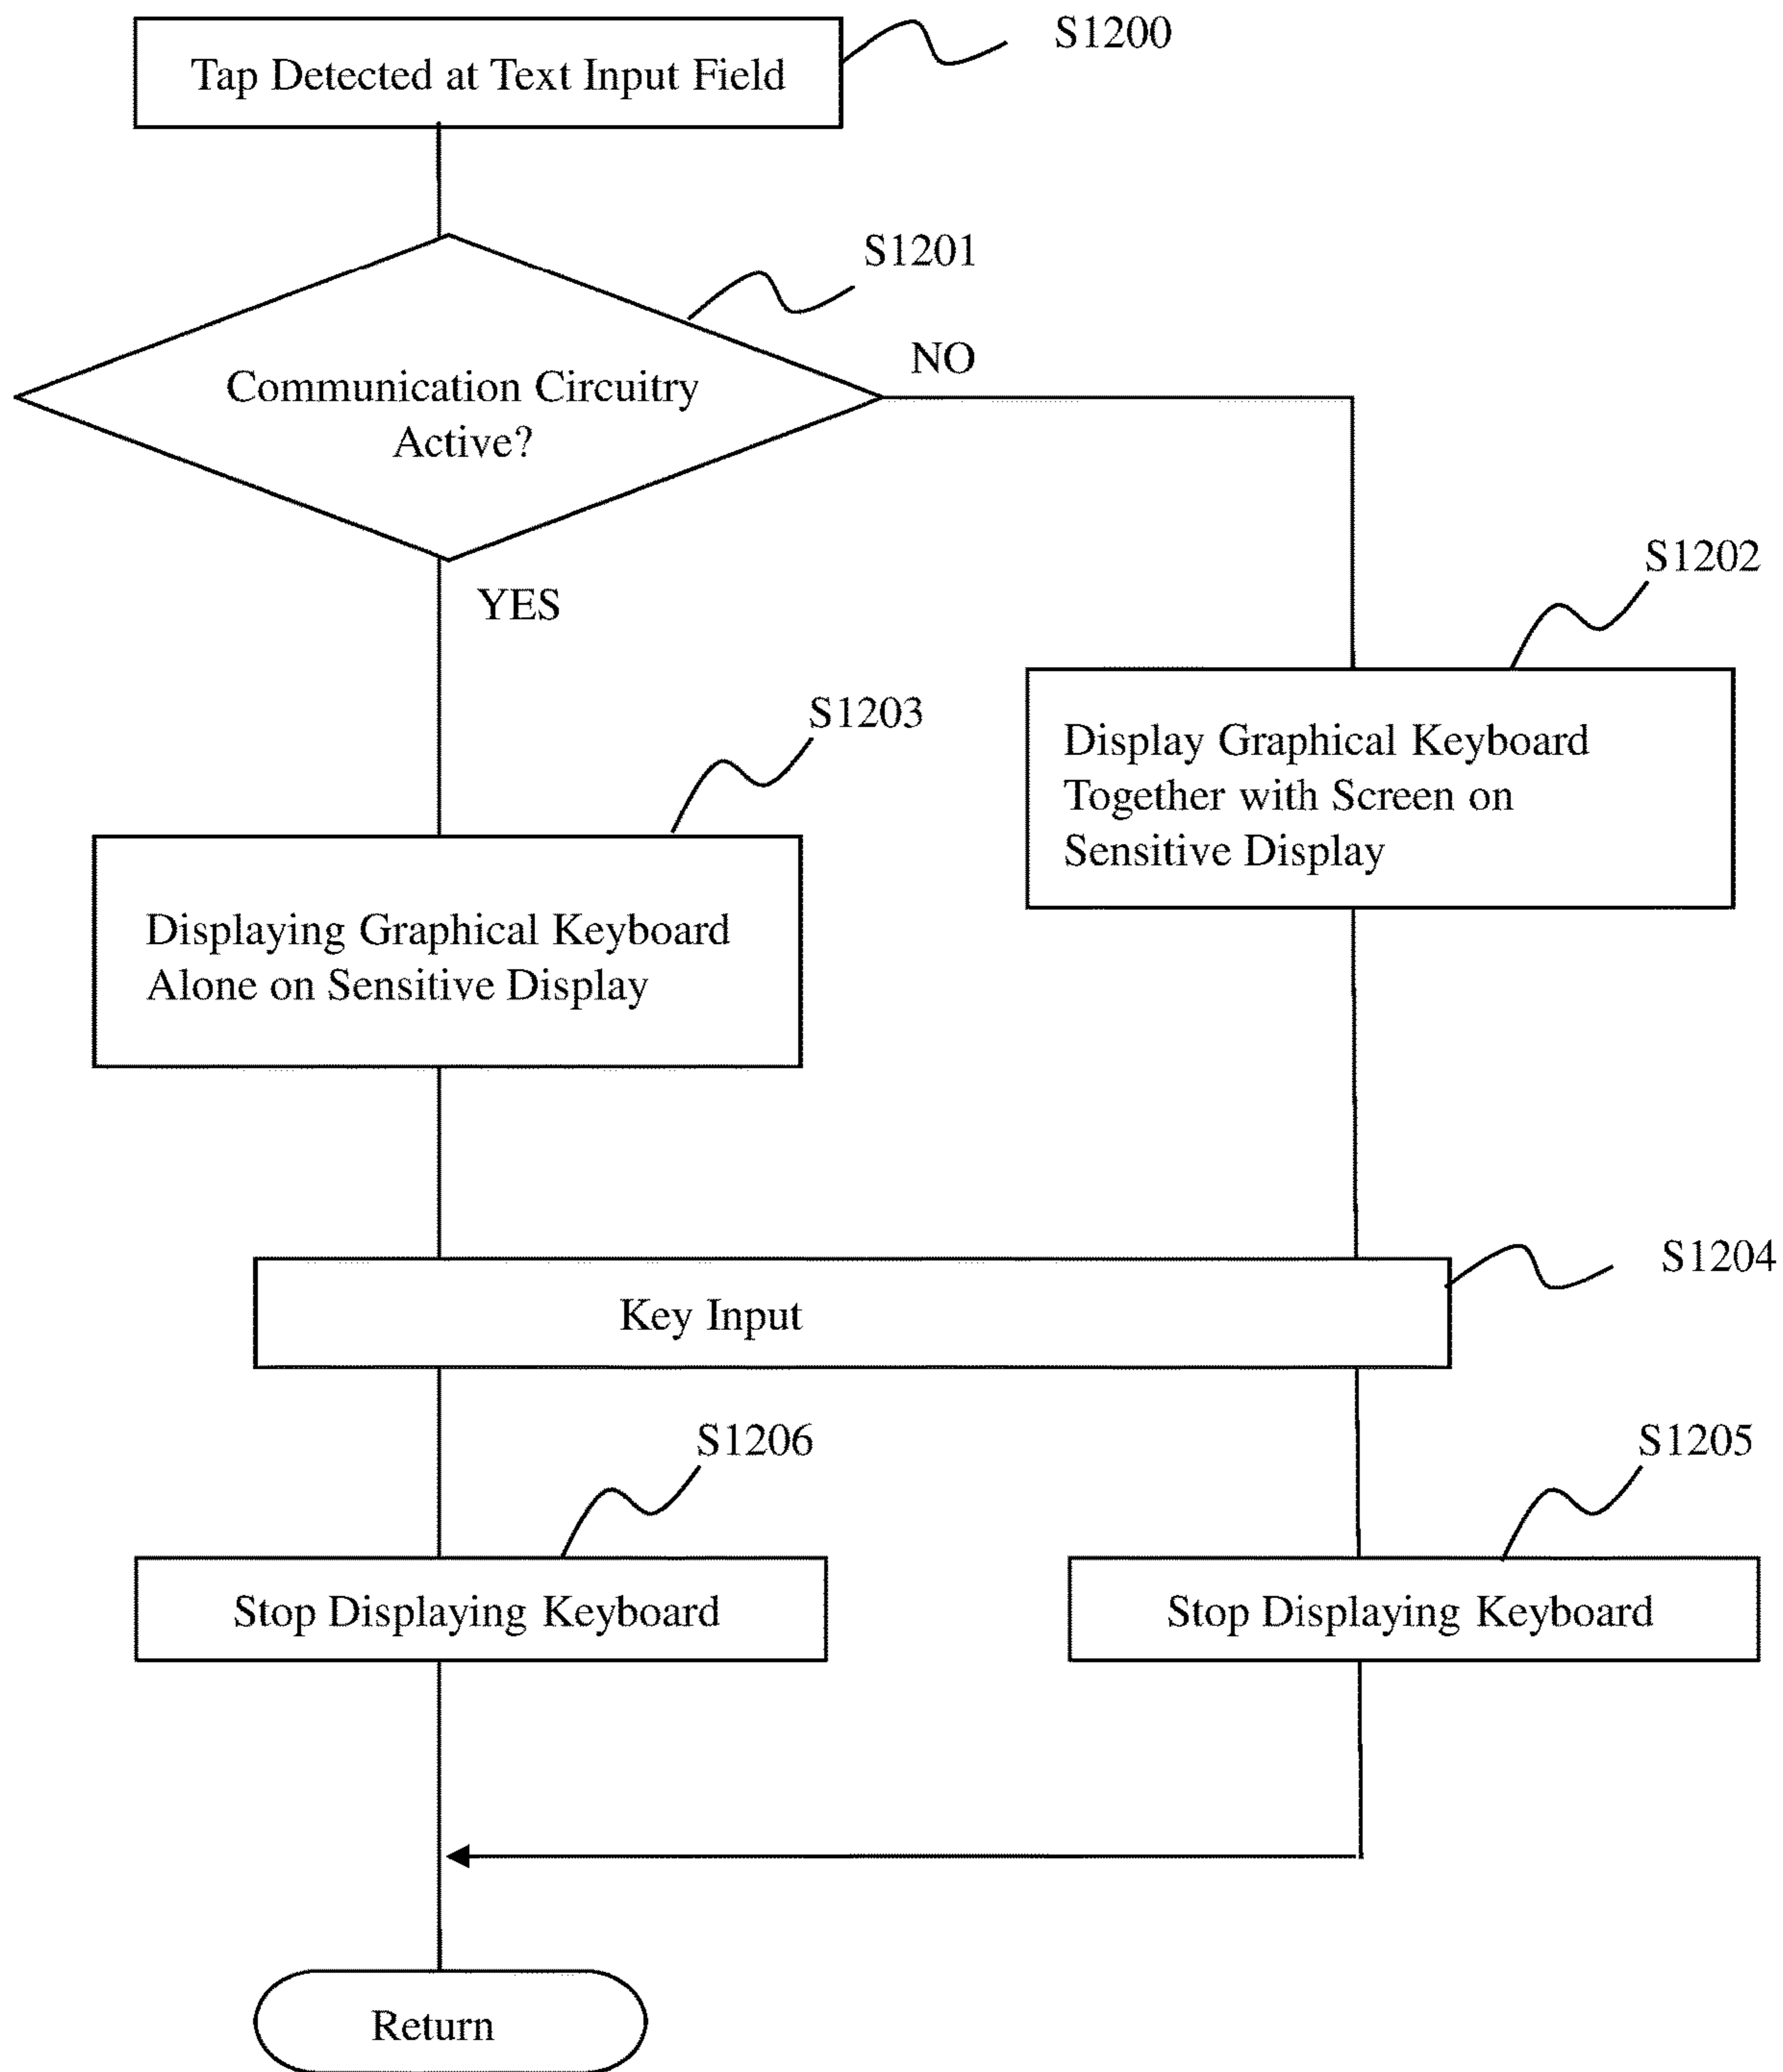 S1200
Tap Detected at Text Input Field
S1201
NO
Communication Circuitry
Active?
YES
S1202
Display Graphical Keyboard
Together with Screen on
Sensitive Display
S1203
Displaying Graphical Keyboard
Alone on Sensitive Display
S1204
Key Input
S1206
S1205
Stop Displaying Keyboard
Stop Displaying Keyboard
Return